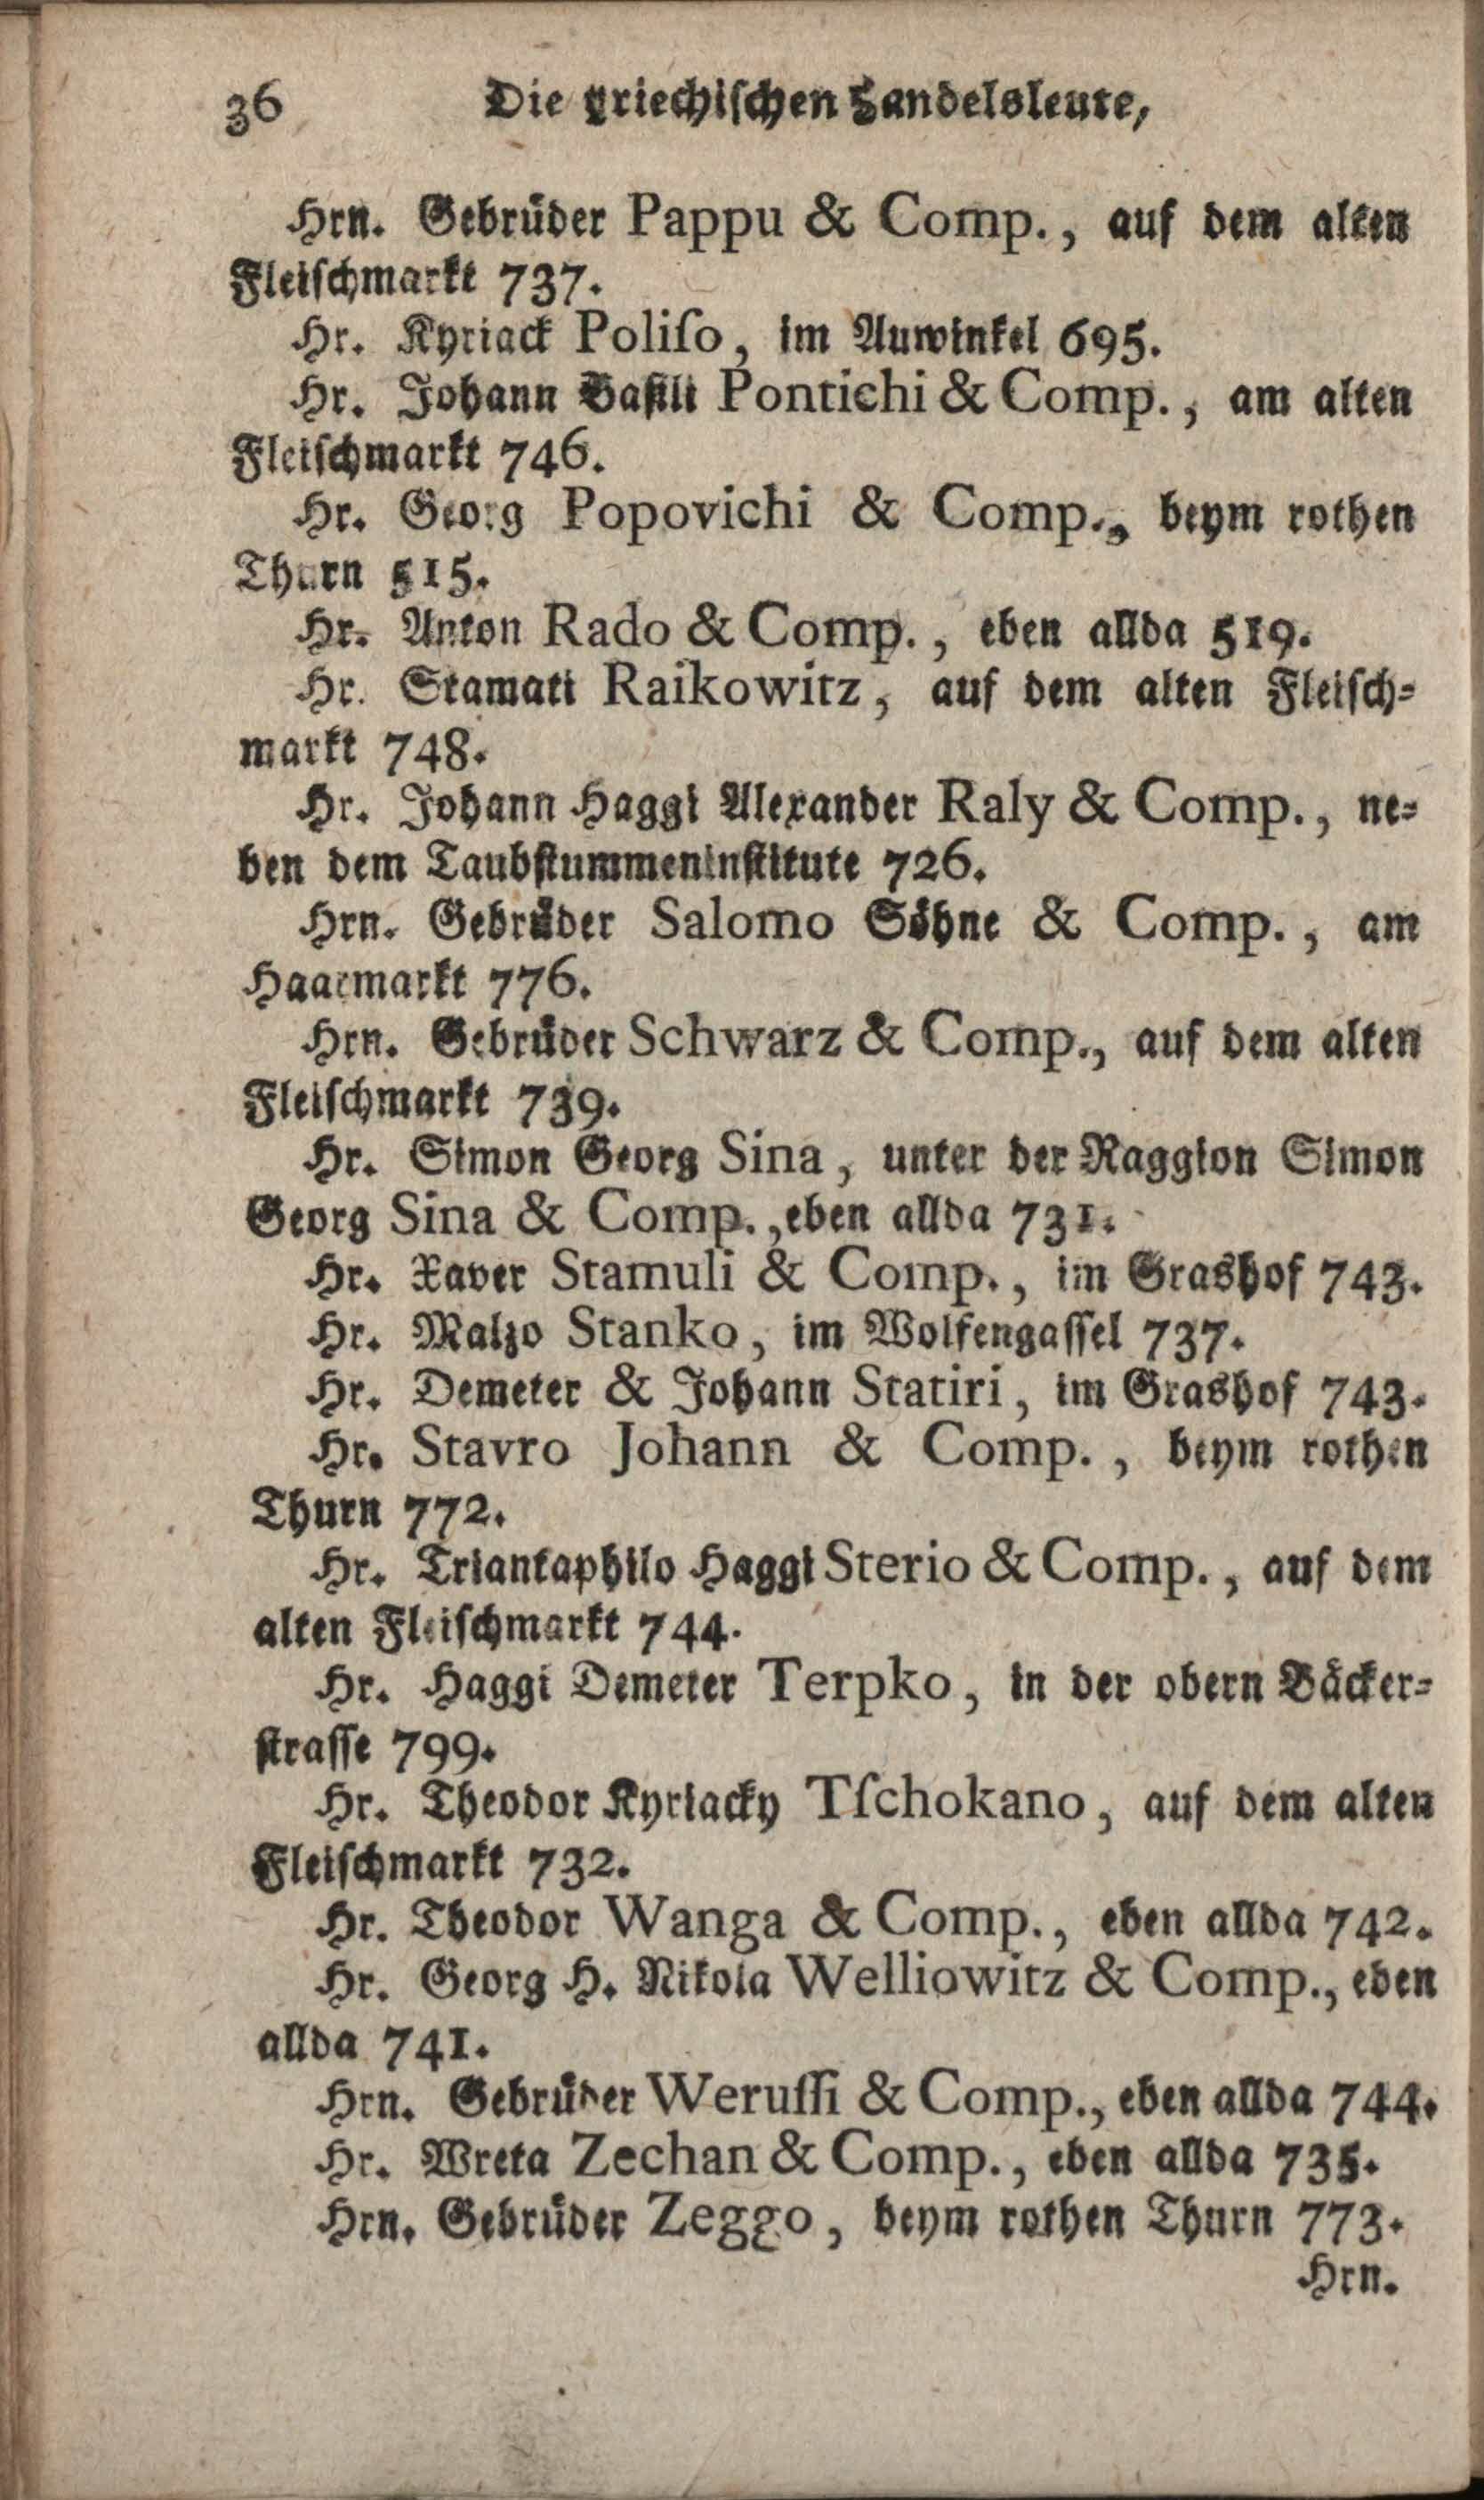 36 Die griechischen Handelsleute,
Hrn. Gebrüder Pappu & Comp., auf dem alten
Fleischmarkt 737.
Hr. Kyriack Poliſo, im Auwinkel 695.
Hr. Johann Baſili Pontichi & Comp., am alten
Fleiſchmarkt 746.
Hr. Georg Popovichi & Comp., beym rothen
Thurn 515.
Hr. Anton Rado & Comp., eben allda 519.
Hr. Stamati Raikowitz, auf dem alten Fleiſch-
markt 748.
Hr. Johann Haggi Alexander Raly & Comp., ne-
ben dem Taubſtummeninſtitute 726.
Hrn. Gebrüder Salomo Söhne & Comp., am
Haarmarkt 776.
Hrn. Gebrüder Schwarz & Comp., auf dem alten
Fleiſchmarkt 739.
Hr. Simon Georg Sina, unter der Raggion Simon
Georg Sina & Comp., eben allda 731.
Hr. Xaver Stamuli & Comp., im Grashof 743.
Hr. Malzo Stanko, im Wolfengaſſel 737.
Hr. Demeter & Johann Statiri, im Grashof 743.
Hr. Stavro Johann & Comp., beym rothen
Thurn 772.
Hr. Triantaphilo Haggi Sterio & Comp., auf dem
alten Fleiſchmarkt 744.
Hr. Haggi Demeter Terpko, in der obern Bäcker-
ſtraſſe 799.
Hr. Theodor Kyriacky Tſchokano, auf dem alten
Fleiſchmarkt 732.
Hr. Theodor Wanga & Comp., eben allda 742.
Hr. Georg H. Nikola Welliowitz & Comp., eben
allda 741.
Hrn. Gebrüder Weruſſi & Comp., eben allda 744.
Hr. Wreta Zechan & Comp., eben allda 735.
Hrn. Gebrüder Zeggo, beym rothen Thurn 773.
Hrn.